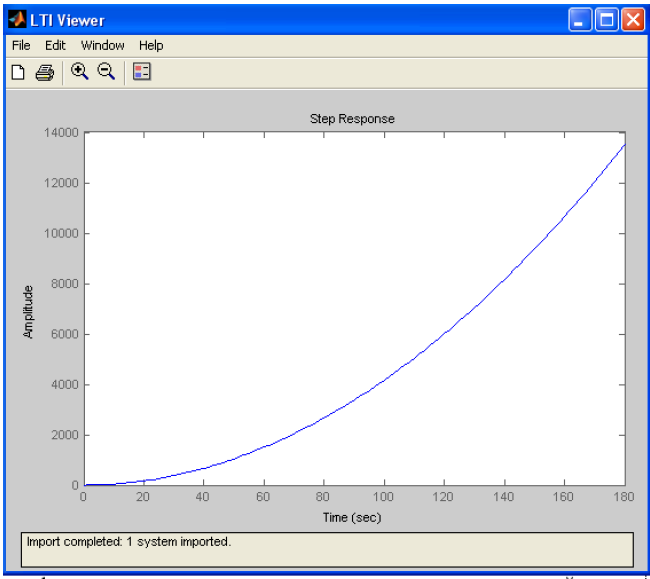 LTI Viewer
File Edit Window Help
Step Response
14000
12000
10000
8000
6000
4000
2000
0
Amplitude
0 20 40 60 80 100 120 140 160 180
Time (sec)
Import completed: 1 system imported.